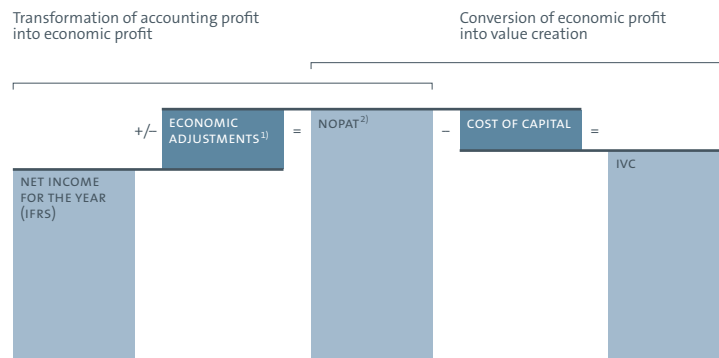 Transformation of accounting profit
into economic profit
Conversion of economic profit
into value creation
+/–
ECONOMIC
ADJUSTMENTS1)
=
NOPAT2)
–
COST OF CAPITAL
=
NET INCOME
FOR THE YEAR
(IFRS)
IVC